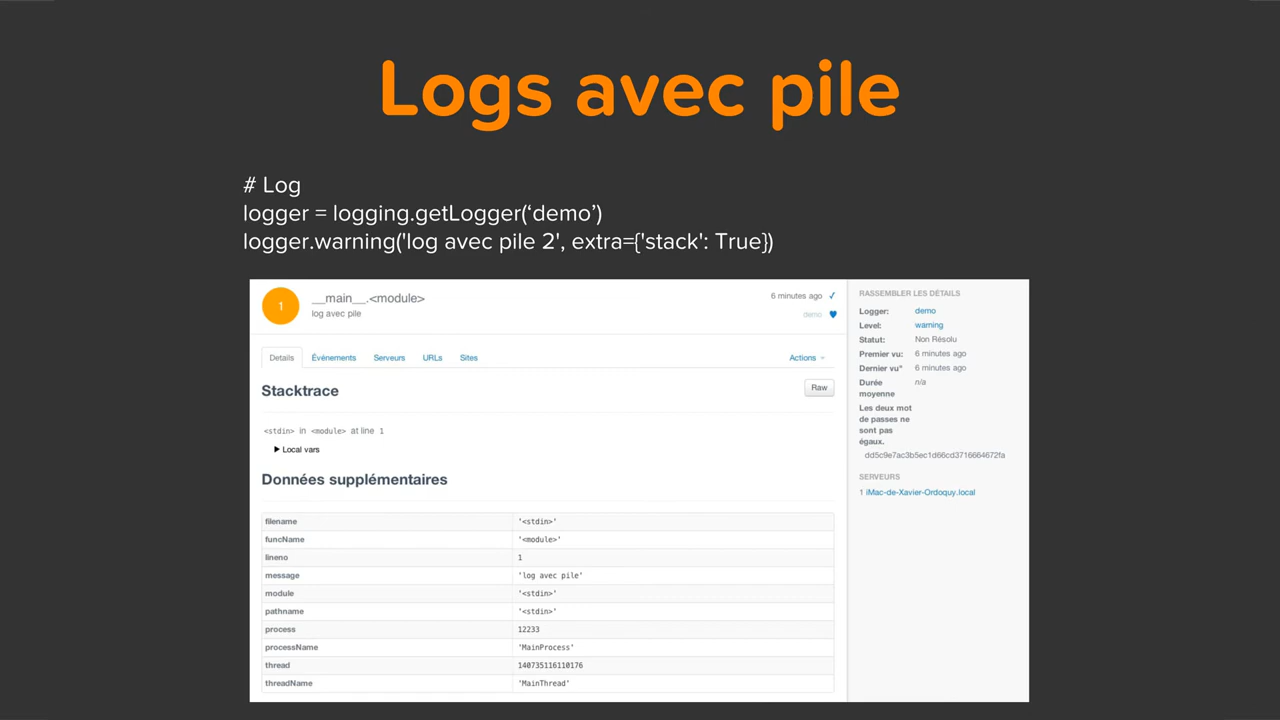 Logs avec pile
# Log
logger = logging.getLogger(‘demo’)
logger.warning('log avec pile 2', extra={'stack': True})
1
__main__.<module>
log avec pile
6 minutes ago ✓
demo
Details Événements Serveurs URLs Sites Actions
Stacktrace
Raw
<stdin> in <module> at line 1
▶ Local vars
Données supplémentaires
filename '<stdin>'
funcName '<module>'
lineno 1
message 'log avec pile'
module '<stdin>'
pathname '<stdin>'
process 12233
processName 'MainProcess'
thread 140735116110176
threadName 'MainThread'
RASSEMBLER LES DÉTAILS
Logger: demo
Level: warning
Statut: Non Résolu
Premier vu: 6 minutes ago
Dernier vu" 6 minutes ago
Durée n/a
moyenne
Les deux mot
de passes ne
sont pas
égaux.
dd5c9e7ac3b5ec1d66cd3716664672fa
SERVEURS
1 iMac-de-Xavier-Ordoquy.local